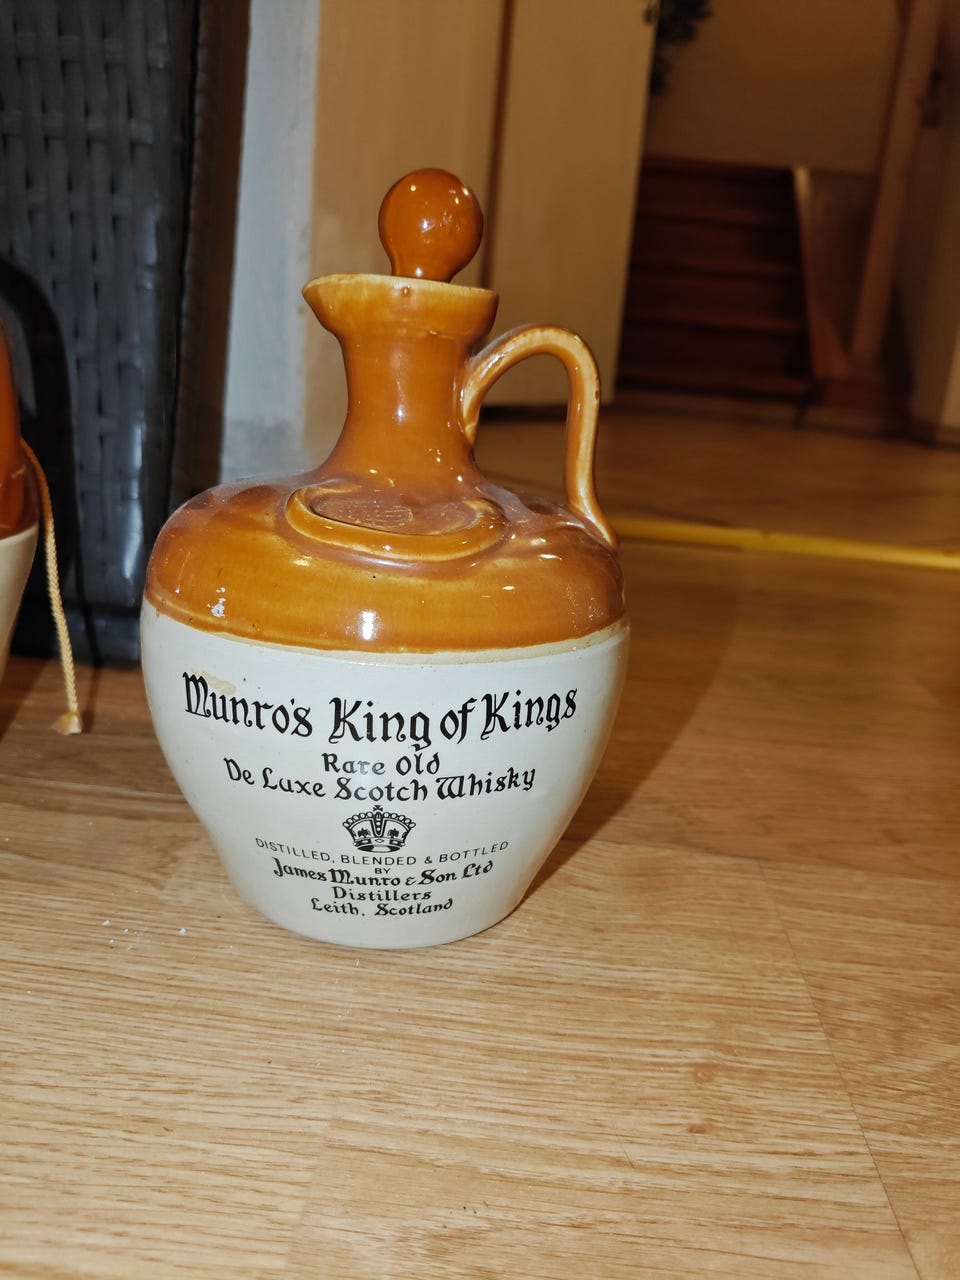 Munro's King of Kings
Rare Old
De Luxe Scotch Whisky
DISTILLED, BLENDED & BOTTLED
BY
James Munro & Son Ltd
Distillers
Leith, Scotland